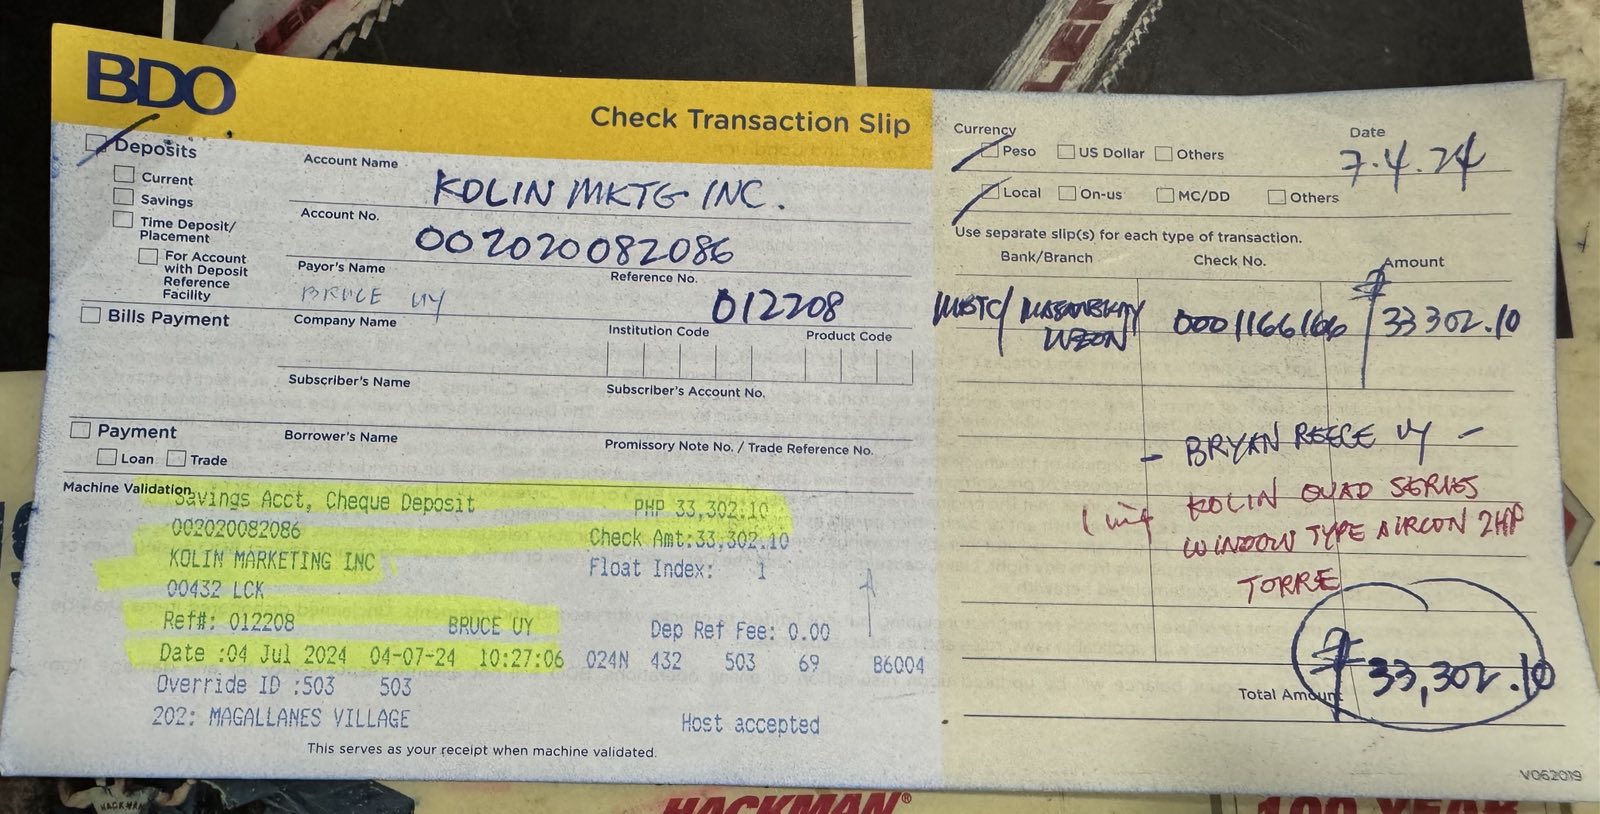 BDO
Check Transaction Slip
Deposits
Current
Savings
Time Deposit/
Placement
For Account
with Deposit
Reference
Facility
Account Name
KOLIN MKTG INC.
Account No.
002020082086
Payor's Name
BRUCE UY
Reference No.
012208
Bills Payment
Company Name
Institution Code
Product Code
Subscriber's Name
Subscriber's Account No.
Payment
Loan Trade
Borrower's Name
Promissory Note No. / Trade Reference No.
Machine Validation
Savings Acct, Cheque Deposit PHP 33,302.10
002020082086 Check Amt:33,302.10
KOLIN MARKETING INC Float Index: 1
00432 LCK
Ref#: 012208 BRUCE UY Dep Ref Fee: 0.00
Date :04 Jul 2024 04-07-24 10:27:06 024N 432 503 69 B6004
Override ID :503 503
202: MAGALLANES VILLAGE Host accepted
This serves as your receipt when machine validated.
Currency
Peso US Dollar Others
Date
7.4.24
Local On-us MC/DD Others
Use separate slip(s) for each type of transaction.
Bank/Branch Check No. Amount
MBTC/ 0001166166 ₱33 302.10
- BRYAN REECE UY -
KOLIN QUAD SERIES
WINDOW TYPE AIRCON 2HP
TORRE
Total Amount ₱33,302.10
V062019
HACKMAN®
100 YEAR